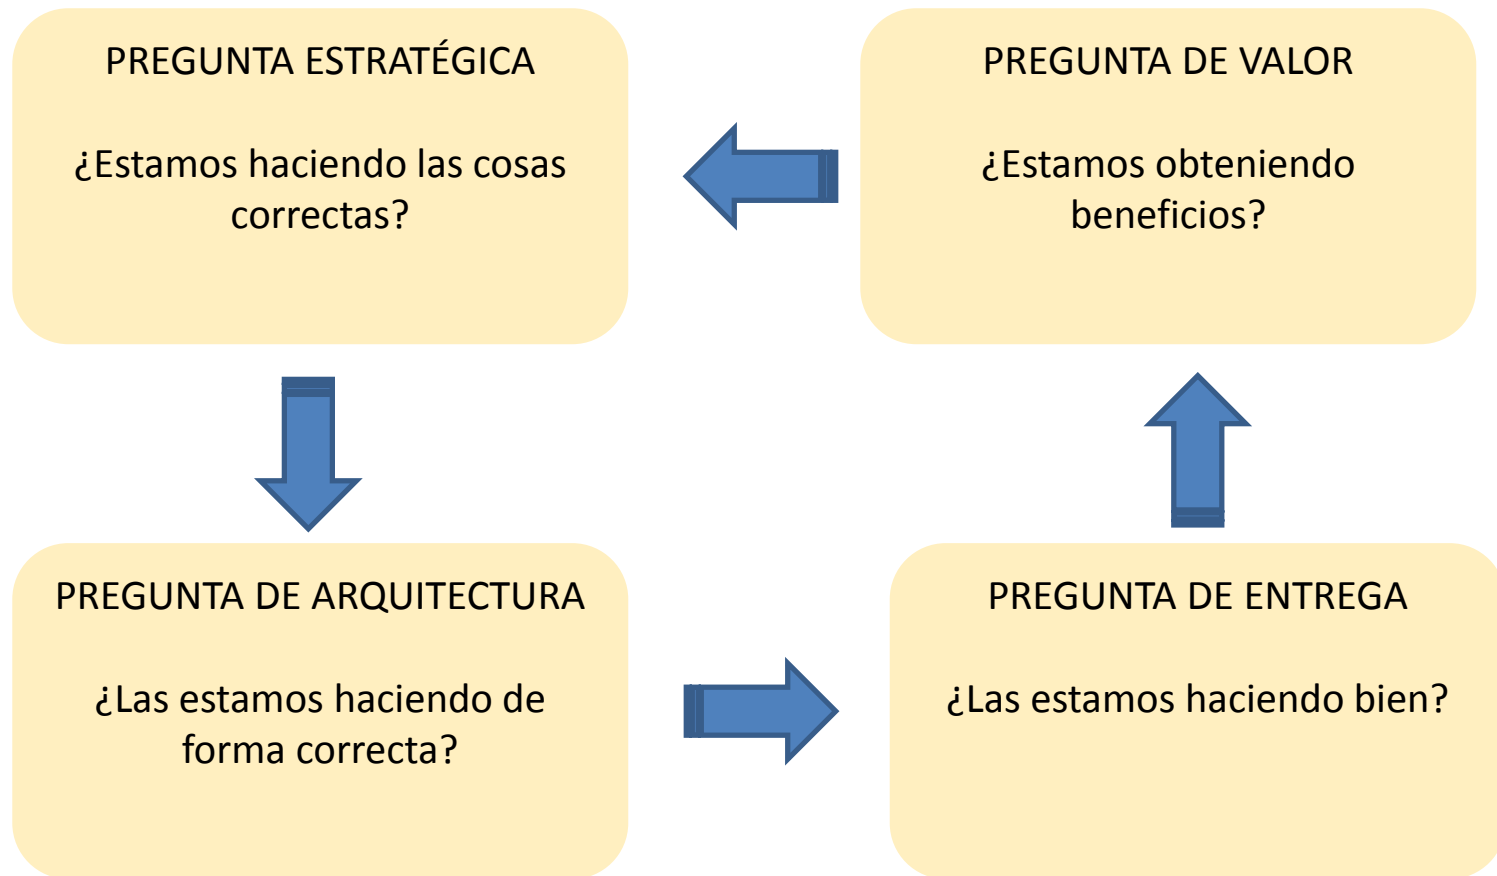 PREGUNTA ESTRATÉGICA
¿Estamos haciendo las cosas
correctas?
PREGUNTA DE VALOR
¿Estamos obteniendo
beneficios?
PREGUNTA DE ARQUITECTURA
¿Las estamos haciendo de
forma correcta?
PREGUNTA DE ENTREGA
¿Las estamos haciendo bien?